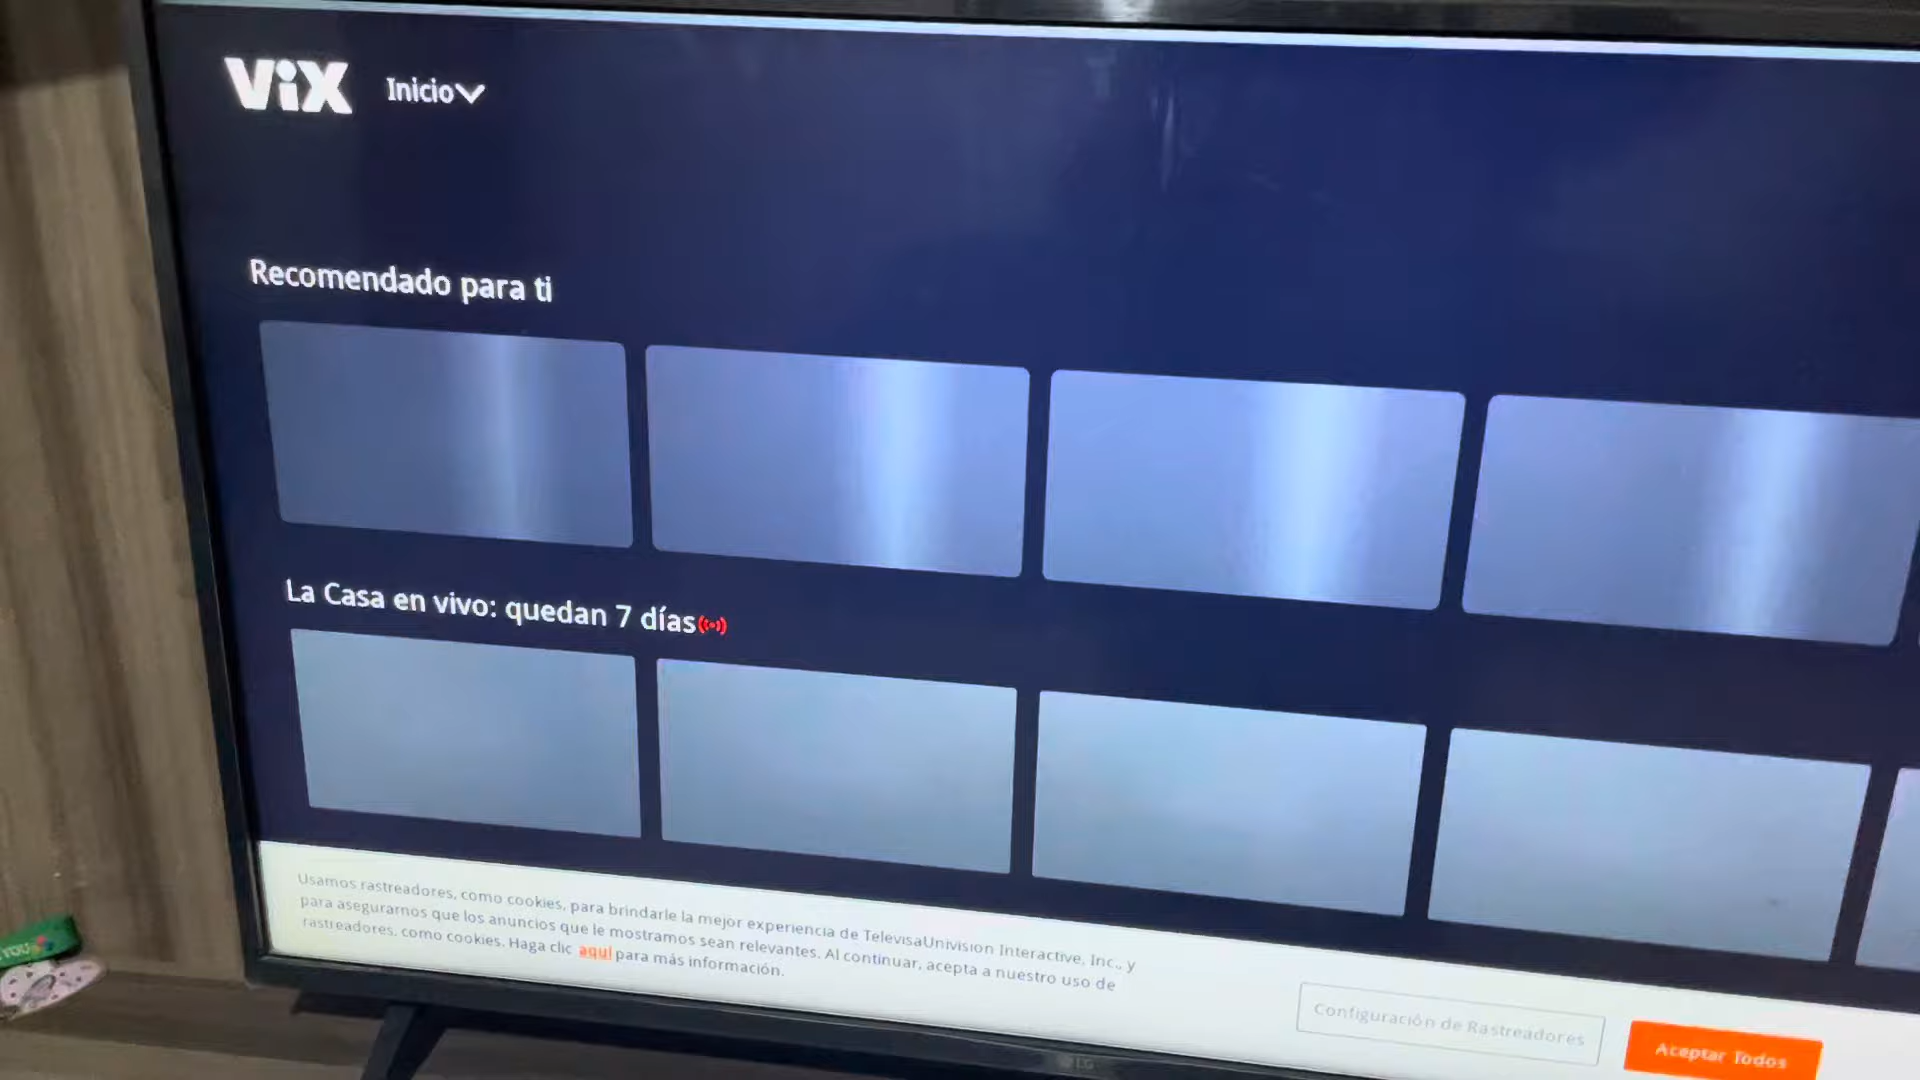 ViX
Inicio
Recomendado para ti
La Casa en vivo: quedan 7 días
Usamos rastreadores, como cookies, para brindarle la mejor experiencia de TelevisaUnivision Interactive, Inc., y
para asegurarnos que los anuncios que le mostramos sean relevantes. Al continuar, acepta a nuestro uso de
rastreadores, como cookies. Haga clic aquí para más información.
Configuración de Rastreadores
Aceptar Todos
LG
YOU